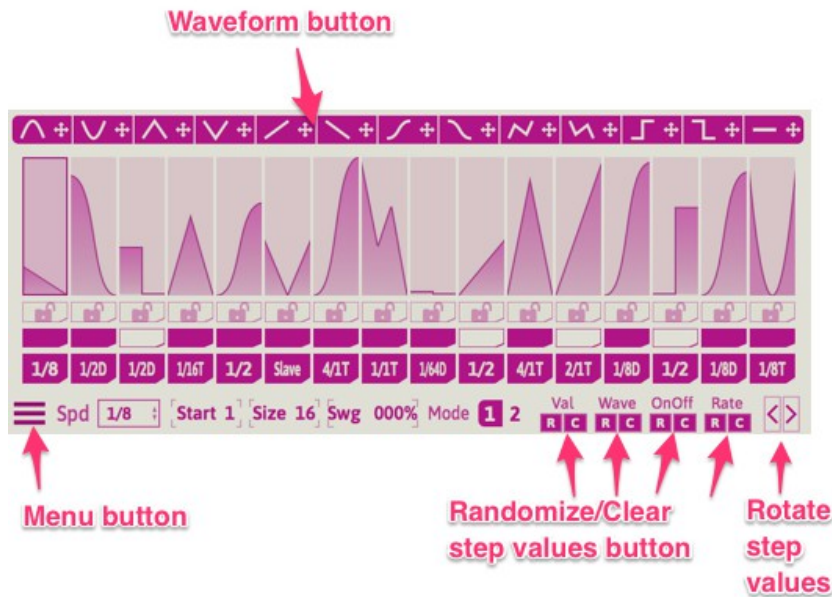 Waveform button
1/8 1/2D 1/2D 1/16T 1/2 Slave 4/1T 1/1T 1/64D 1/2 4/1T 2/1T 1/8D 1/2 1/8D 1/8T
Spd 1/8 Start 1 Size 16 Swg 000% Mode 1 2 Val Wave OnOff Rate < >
R C R C R C R C
Menu button
Randomize/Clear
step values button
Rotate
step
values